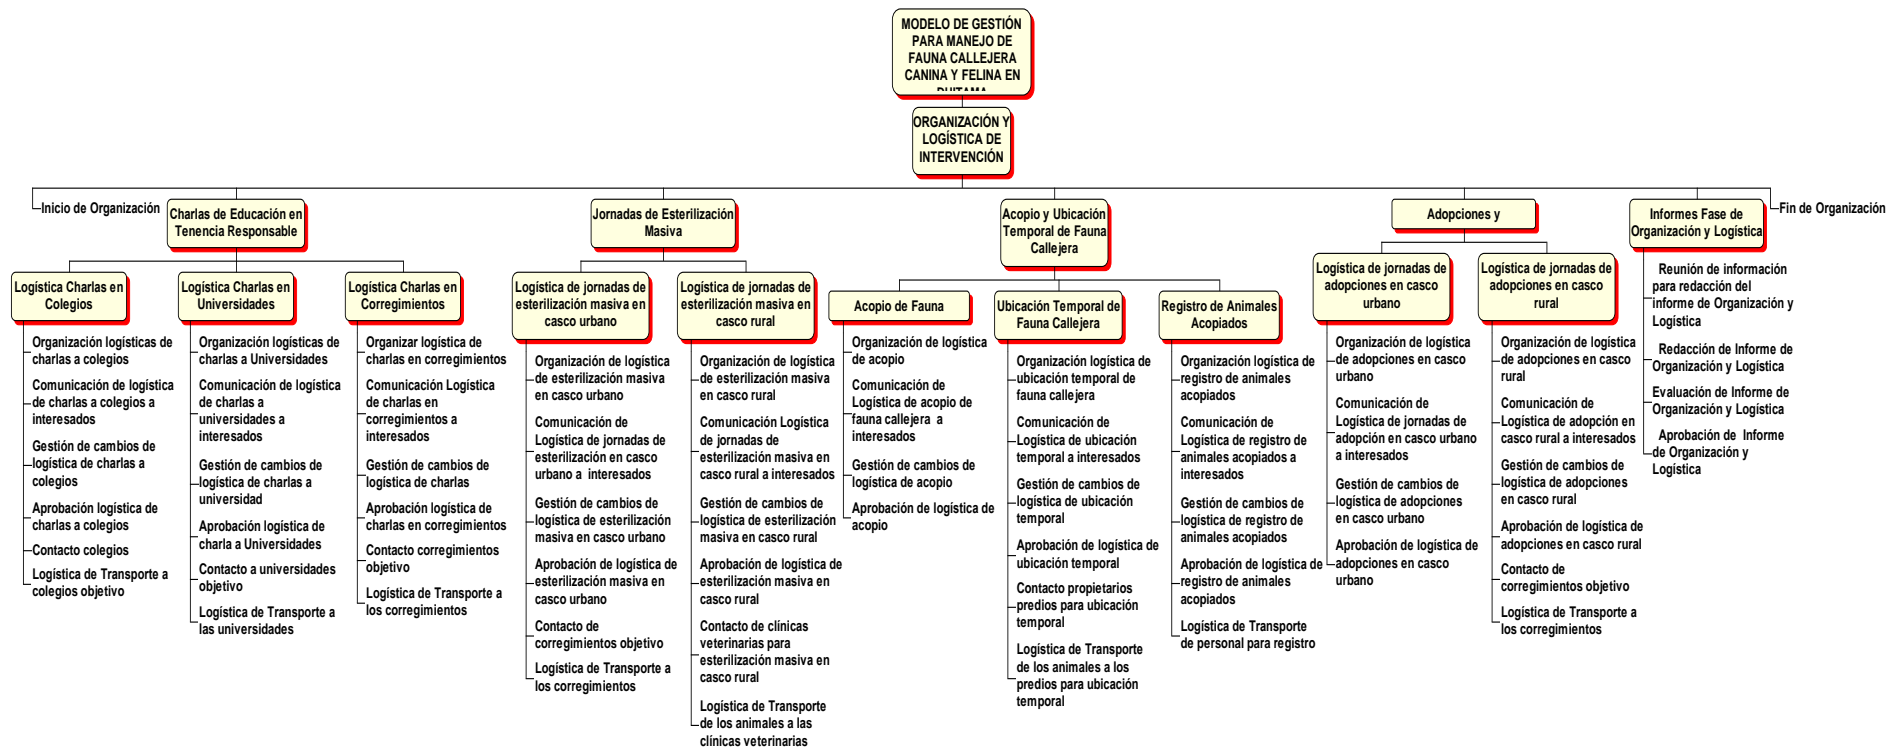 MODELO DE GESTIÓN
PARA MANEJO DE
FAUNA CALLEJERA
CANINA Y FELINA EN
DUITAMA
ORGANIZACIÓN Y
LOGÍSTICA DE
INTERVENCIÓN
Inicio de Organización
Charlas de Educación en
Tenencia Responsable
Jornadas de Esterilización
Masiva
Acopio y Ubicación
Temporal de Fauna
Callejera
Adopciones y
Informes Fase de
Organización y Logística
Fin de Organización
Logística Charlas en
Colegios
Organización logísticas de
charlas a colegios
Comunicación de logística
de charlas a colegios a
interesados
Gestión de cambios de
logística de charlas a
colegios
Aprobación logística de
charlas a colegios
Contacto colegios
Logística de Transporte a
colegios objetivo
Logística Charlas en
Universidades
Organización logísticas de
charlas a Universidades
Comunicación de logística
de charlas a
universidades a
interesados
Gestión de cambios de
logística de charlas a
universidad
Aprobación logística de
charla a Universidades
Contacto a universidades
objetivo
Logística de Transporte a
las universidades
Logística Charlas en
Corregimientos
Organizar logística de
charlas en corregimientos
Comunicación Logística
de charlas en
corregimientos a
interesados
Gestión de cambios de
logística de charlas
Aprobación logística de
charlas en corregimientos
Contacto corregimientos
objetivo
Logística de Transporte a
los corregimientos
Logística de jornadas de
esterilización masiva en
casco urbano
Organización de logística
de esterilización masiva
en casco urbano
Comunicación de
Logística de jornadas de
esterilización en casco
urbano a interesados
Gestión de cambios de
logística de esterilización
masiva en casco urbano
Aprobación de logística de
esterilización masiva en
casco urbano
Contacto de
corregimientos objetivo
Logística de Transporte a
los corregimientos
Logística de jornadas de
esterilización masiva en
casco rural
Organización de logística
de esterilización masiva
en casco rural
Comunicación Logística
de jornadas de
esterilización masiva en
casco rural a interesados
Gestión de cambios de
logística de esterilización
masiva en casco rural
Aprobación de logística de
esterilización masiva en
casco rural
Contacto de clínicas
veterinarias para
esterilización masiva en
casco rural
Logística de Transporte
de los animales a las
clínicas veterinarias
Acopio de Fauna
Organización de logística
de acopio
Comunicación de
Logística de acopio de
fauna callejera a
interesados
Gestión de cambios de
logística de acopio
Aprobación de logística de
acopio
Ubicación Temporal de
Fauna Callejera
Organización logística de
ubicación temporal de
fauna callejera
Comunicación de
Logística de ubicación
temporal a interesados
Gestión de cambios de
logística de ubicación
temporal
Aprobación de logística de
ubicación temporal
Contacto propietarios
predios para ubicación
temporal
Logística de Transporte
de los animales a los
predios para ubicación
temporal
Registro de Animales
Acopiados
Organización logística de
registro de animales
acopiados
Comunicación de
Logística de registro de
animales acopiados a
interesados
Gestión de cambios de
logística de registro de
animales acopiados
Aprobación de logística de
registro de animales
acopiados
Logística de Transporte
de personal para registro
Logística de jornadas de
adopciones en casco
urbano
Organización de logística
de adopciones en casco
urbano
Comunicación de
Logística de jornadas de
adopción en casco urbano
a interesados
Gestión de cambios de
logística de adopciones
en casco urbano
Aprobación de logística de
adopciones en casco
urbano
Logística de jornadas de
adopciones en casco
rural
Organización de logística
de adopciones en casco
rural
Comunicación de
Logística de adopción en
casco rural a interesados
Gestión de cambios de
logística de adopciones
en casco rural
Aprobación de logística de
adopciones en casco rural
Contacto de
corregimientos objetivo
Logística de Transporte a
los corregimientos
Reunión de información
para redacción del
informe de Organización y
Logística
Redacción de Informe de
Organización y Logística
Evaluación de Informe de
Organización y Logística
Aprobación de Informe
de Organización y
Logística